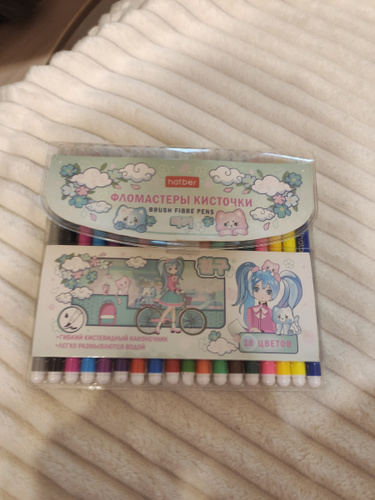 hatber
ФЛОМАСТЕРЫ КИСТОЧКИ
BRUSH FIBRE PENS
•ГИБКИЙ КИСТЕВИДНЫЙ НАКОНЕЧНИК
•ЛЕГКО РАЗМЫВАЮТСЯ ВОДОЙ
18 ЦВЕТОВ